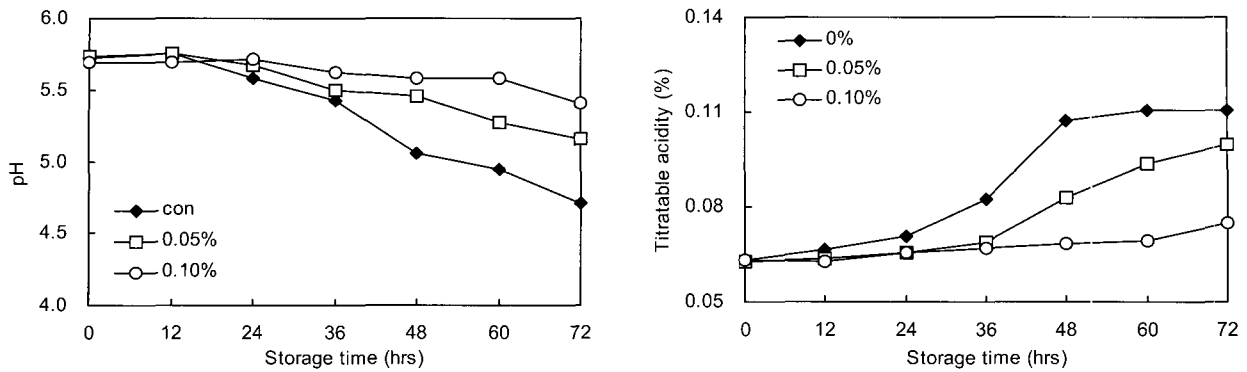 6.0
5.5
5.0
4.5
4.0
pH
con
0.05%
0.10%
0 12 24 36 48 60 72
Storage time (hrs)
0.14
0.11
0.08
0.05
Titratable acidity (%)
0%
0.05%
0.10%
0 12 24 36 48 60 72
Storage time (hrs)